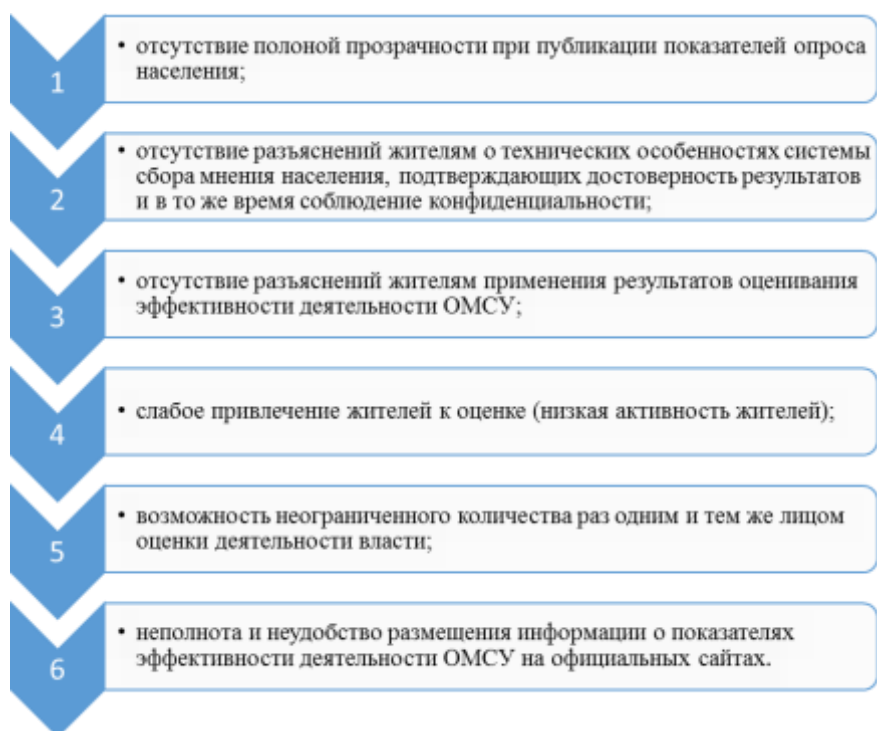 1
• отсутствие полоной прозрачности при публикации показателей опроса
населения;
2
• отсутствие разъяснений жителям о технических особенностях системы
сбора мнения населения, подтверждающих достоверность результатов
и в то же время соблюдение конфиденциальности;
3
• отсутствие разъяснений жителям применения результатов оценивания
эффективности деятельности ОМСУ;
4
• слабое привлечение жителей к оценке (низкая активность жителей);
5
• возможность неограниченного количества раз одним и тем же лицом
оценки деятельности власти;
6
• неполнота и неудобство размещения информации о показателях
эффективности деятельности ОМСУ на официальных сайтах.